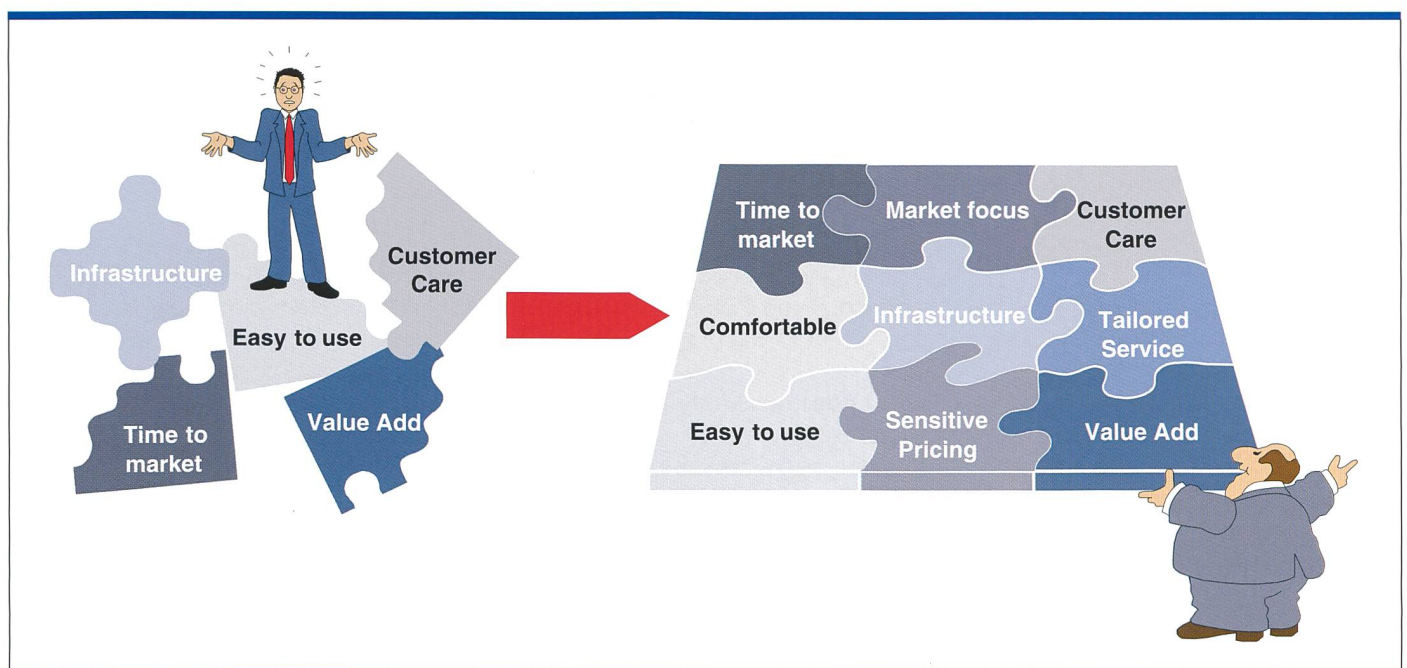 Infrastructure
Customer
Care
Easy to use
Time to
market
Value Add
Time to
market
Market focus
Customer
Care
Comfortable
Infrastructure
Tailored
Service
Easy to use
Sensitive
Pricing
Value Add